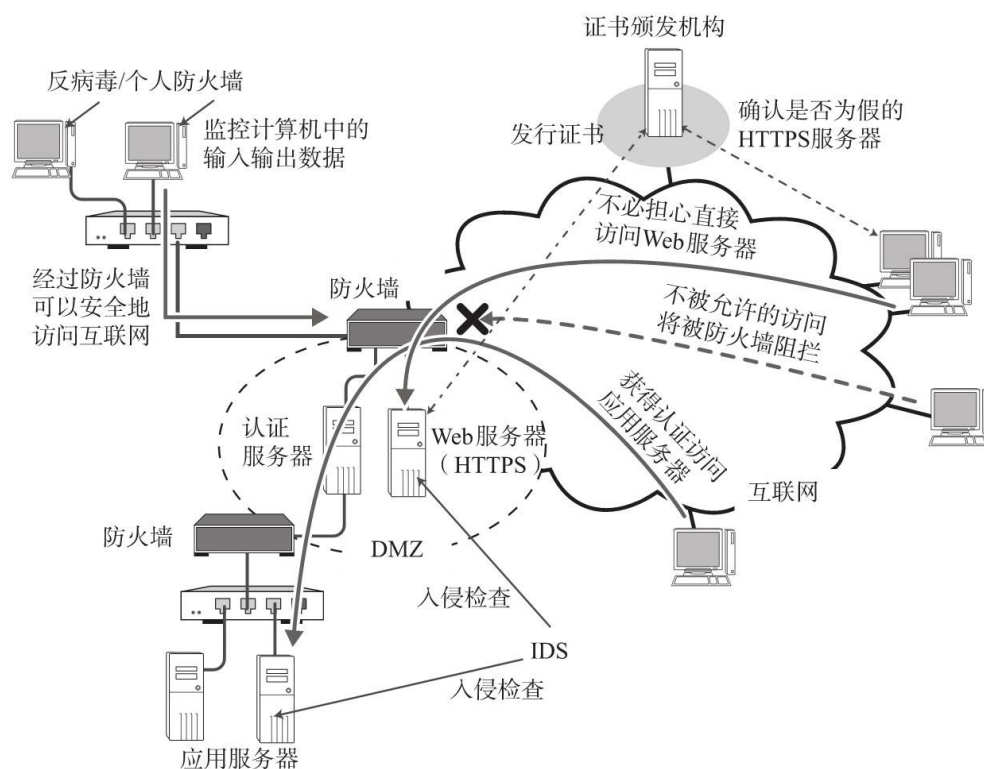 证书颁发机构
反病毒/个人防火墙
监控计算机中的
输入输出数据
发行证书
确认是否为假的
HTTPS服务器
不必担心直接
访问Web服务器
经过防火墙
可以安全地
访问互联网
防火墙
不被允许的访问
将被防火墙阻拦
获得认证访问
应用服务器
认证
服务器
Web服务器
(HTTPS)
互联网
防火墙
DMZ
入侵检查
IDS
入侵检查
应用服务器